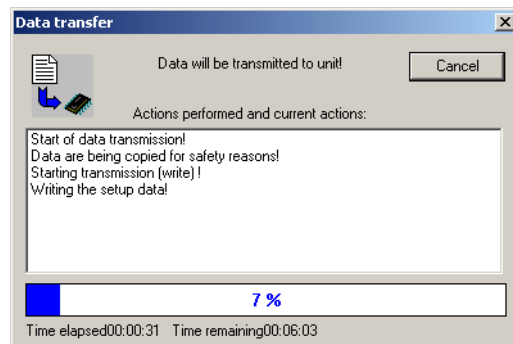 Data transfer
Data will be transmitted to unit!
Cancel
Actions performed and current actions:
Start of data transmission!
Data are being copied for safety reasons!
Starting transmission (write) !
Writing the setup data!
7 %
Time elapsed00:00:31 Time remaining00:06:03